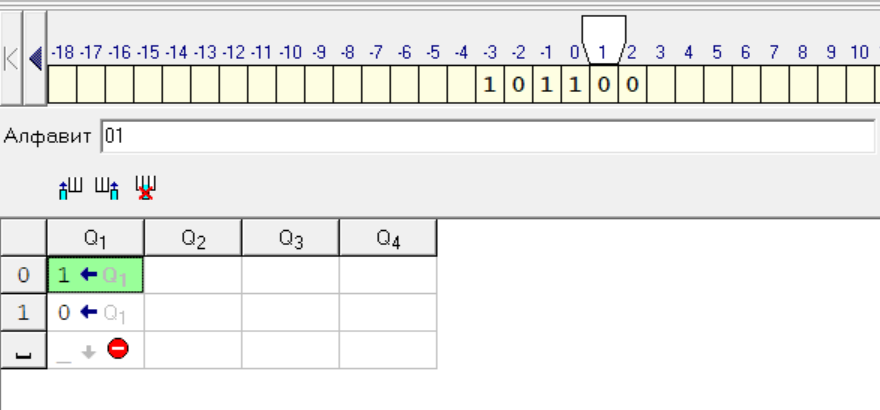 -18 -17 -16 -15 -14 -13 -12 -11 -10 -9 -8 -7 -6 -5 -4 -3 -2 -1 0 1 2 3 4 5 6 7 8 9 10
1 0 1 1 0 0
Алфавит 01
Q1 Q2 Q3 Q4
0 1 ← Q1
1 0 ← Q1
␣ _ ↓